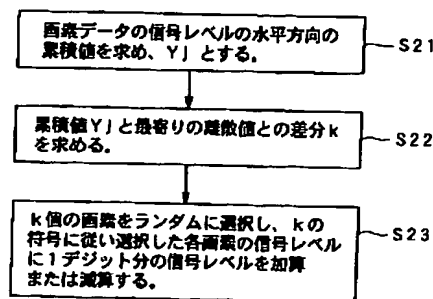 画素データの信号レベルの水平方向の
累積値を求め、Yjとする。
S21
累積値Yjと最寄りの離散値との差分k
を求める。
S22
k個の画素をランダムに選択し、kの
符号に従い選択した各画素の信号レベル
に1デジット分の信号レベルを加算
または減算する。
S23